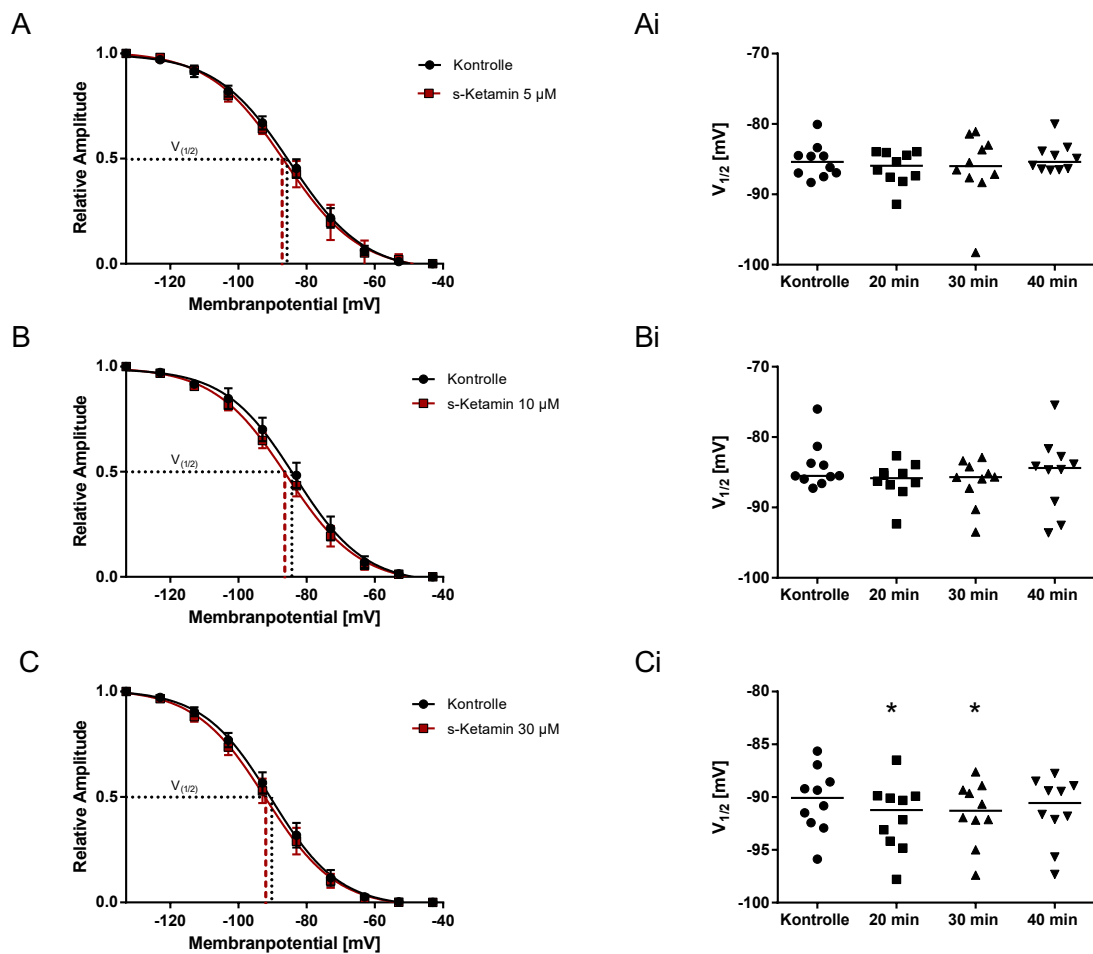 A
Ai
1.0
0.5
0.0
Relative Amplitude
V(1/2)
Kontrolle
s-Ketamin 5 µM
-120 -100 -80 -60 -40
Membranpotential [mV]
-70
-80
-90
-100
V1/2 [mV]
Kontrolle 20 min 30 min 40 min
B
Bi
1.0
0.5
0.0
Relative Amplitude
V(1/2)
Kontrolle
s-Ketamin 10 µM
-120 -100 -80 -60 -40
Membranpotential [mV]
-70
-80
-90
-100
V1/2 [mV]
Kontrolle 20 min 30 min 40 min
C
Ci
1.0
0.5
0.0
Relative Amplitude
V(1/2)
Kontrolle
s-Ketamin 30 µM
-120 -100 -80 -60 -40
Membranpotential [mV]
-80
-85
-90
-95
-100
V1/2 [mV]
* *
Kontrolle 20 min 30 min 40 min